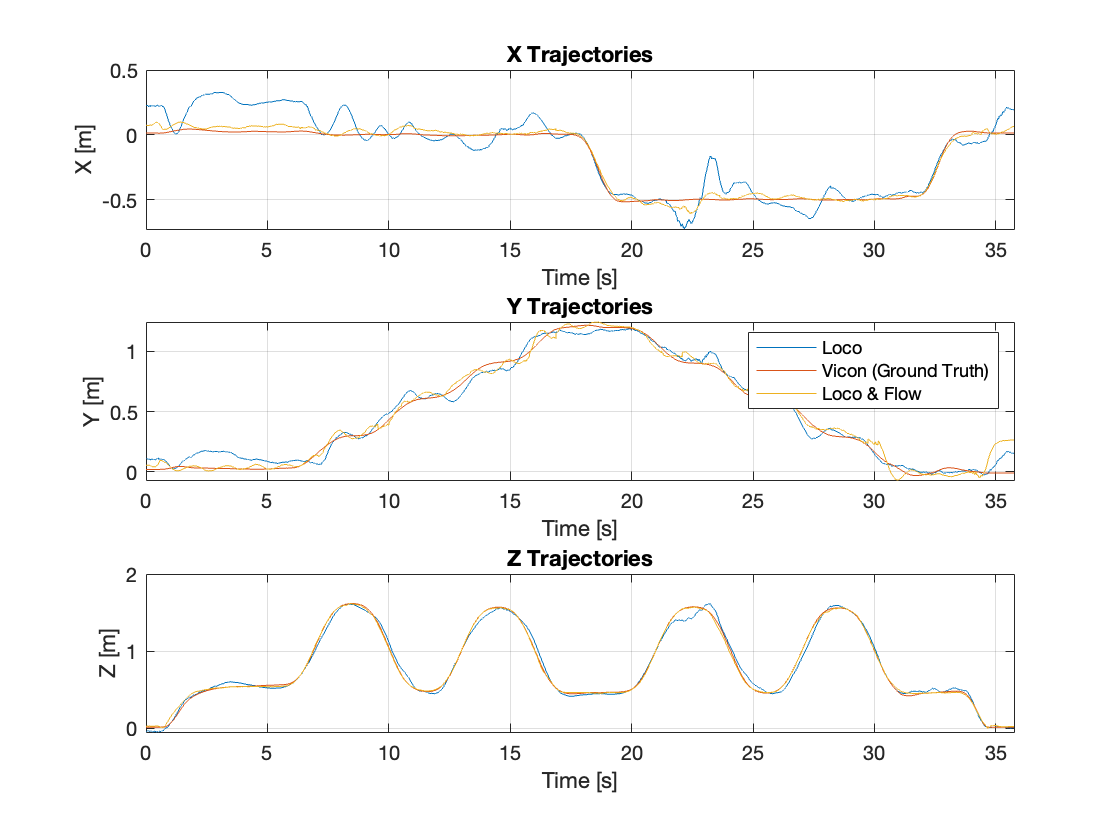 X Trajectories
0.5
0
-0.5
X [m]
0 5 10 15 20 25 30 35
Time [s]
Y Trajectories
1
0.5
0
Y [m]
Loco
Vicon (Ground Truth)
Loco & Flow
0 5 10 15 20 25 30 35
Time [s]
Z Trajectories
2
1
0
Z [m]
0 5 10 15 20 25 30 35
Time [s]